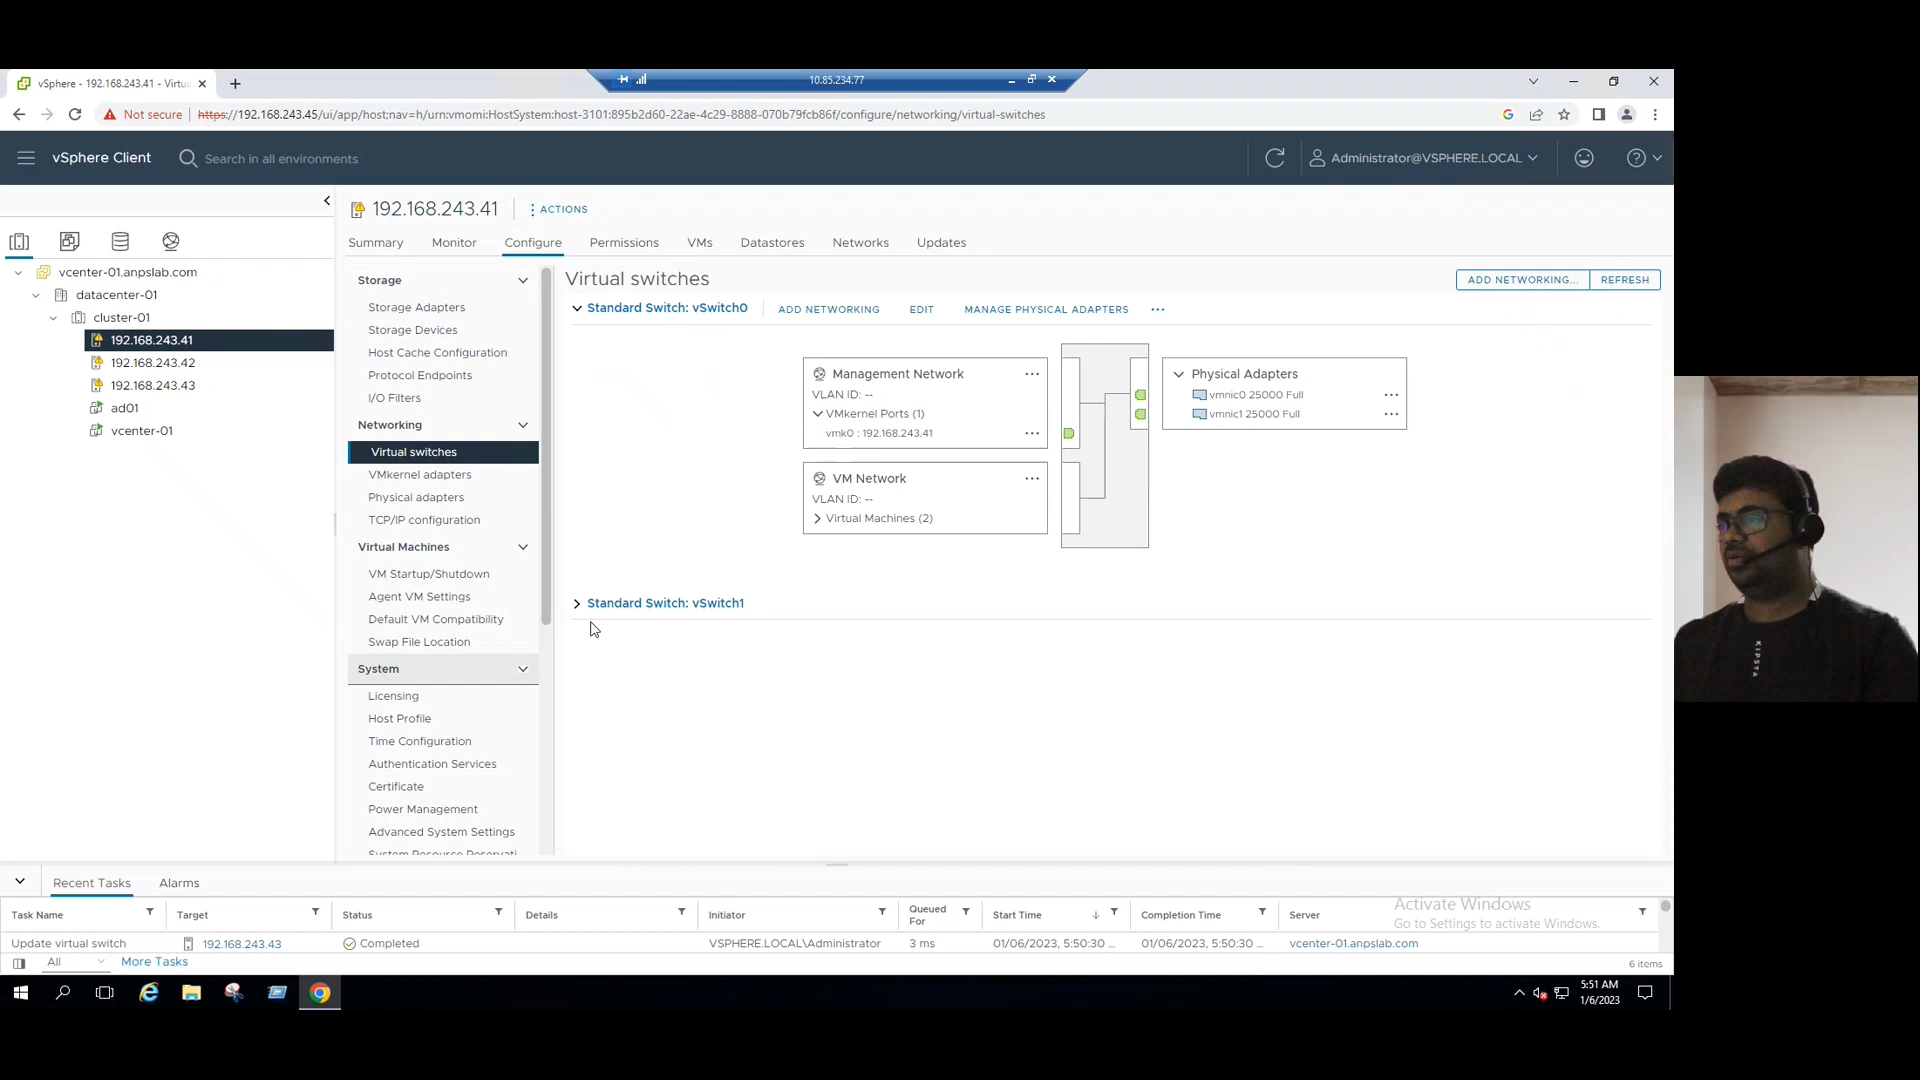 vSphere - 192.168.243.41 - Virtu
10.85.234.77
Not secure
https://192.168.243.45/ui/app/host;nav=h/urn:vmomi:HostSystem:host-3101:895b2d60-22ae-4c29-8888-070b79fcb86f/configure/networking/virtual-switches
vSphere Client
Search in all environments
Administrator@VSPHERE.LOCAL
192.168.243.41
ACTIONS
Summary
Monitor
Configure
Permissions
VMs
Datastores
Networks
Updates
vcenter-01.anpslab.com
datacenter-01
cluster-01
192.168.243.41
192.168.243.42
192.168.243.43
ad01
vcenter-01
Storage
Storage Adapters
Storage Devices
Host Cache Configuration
Protocol Endpoints
I/O Filters
Networking
Virtual switches
VMkernel adapters
Physical adapters
TCP/IP configuration
Virtual Machines
VM Startup/Shutdown
Agent VM Settings
Default VM Compatibility
Swap File Location
System
Licensing
Host Profile
Time Configuration
Authentication Services
Certificate
Power Management
Advanced System Settings
System Resource Reservati
Virtual switches
ADD NETWORKING...
REFRESH
Standard Switch: vSwitch0
ADD NETWORKING
EDIT
MANAGE PHYSICAL ADAPTERS
...
Management Network
...
VLAN ID: --
VMkernel Ports (1)
vmk0 : 192.168.243.41
...
VM Network
...
VLAN ID: --
Virtual Machines (2)
Physical Adapters
vmnic0 25000 Full
...
vmnic1 25000 Full
...
Standard Switch: vSwitch1
KIPSTA
Recent Tasks
Alarms
Task Name
Target
Status
Details
Initiator
Queued For
Start Time
Completion Time
Server
Activate Windows
Go to Settings to activate Windows.
Update virtual switch
192.168.243.43
Completed
VSPHERE.LOCAL\Administrator
3 ms
01/06/2023, 5:50:30 ...
01/06/2023, 5:50:30 ...
vcenter-01.anpslab.com
All
More Tasks
6 items
5:51 AM
1/6/2023